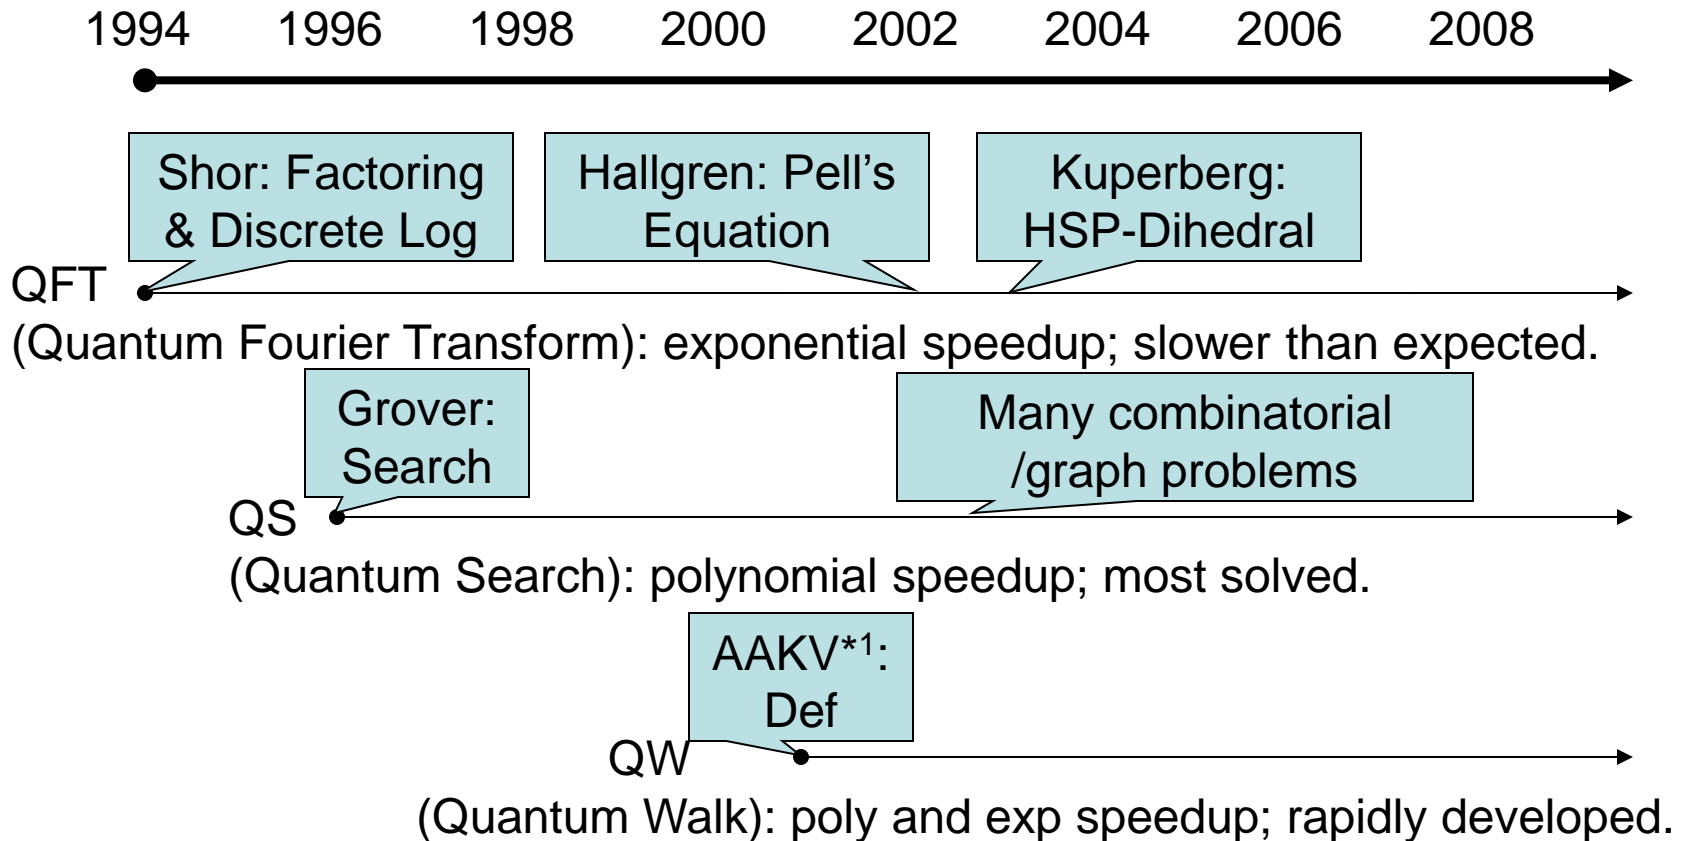 1994 1996 1998 2000 2002 2004 2006 2008
Shor: Factoring
& Discrete Log
Hallgren: Pell's
Equation
Kuperberg:
HSP-Dihedral
QFT
(Quantum Fourier Transform): exponential speedup; slower than expected.
Grover:
Search
Many combinatorial
/graph problems
QS
(Quantum Search): polynomial speedup; most solved.
AAKV*1:
Def
QW
(Quantum Walk): poly and exp speedup; rapidly developed.